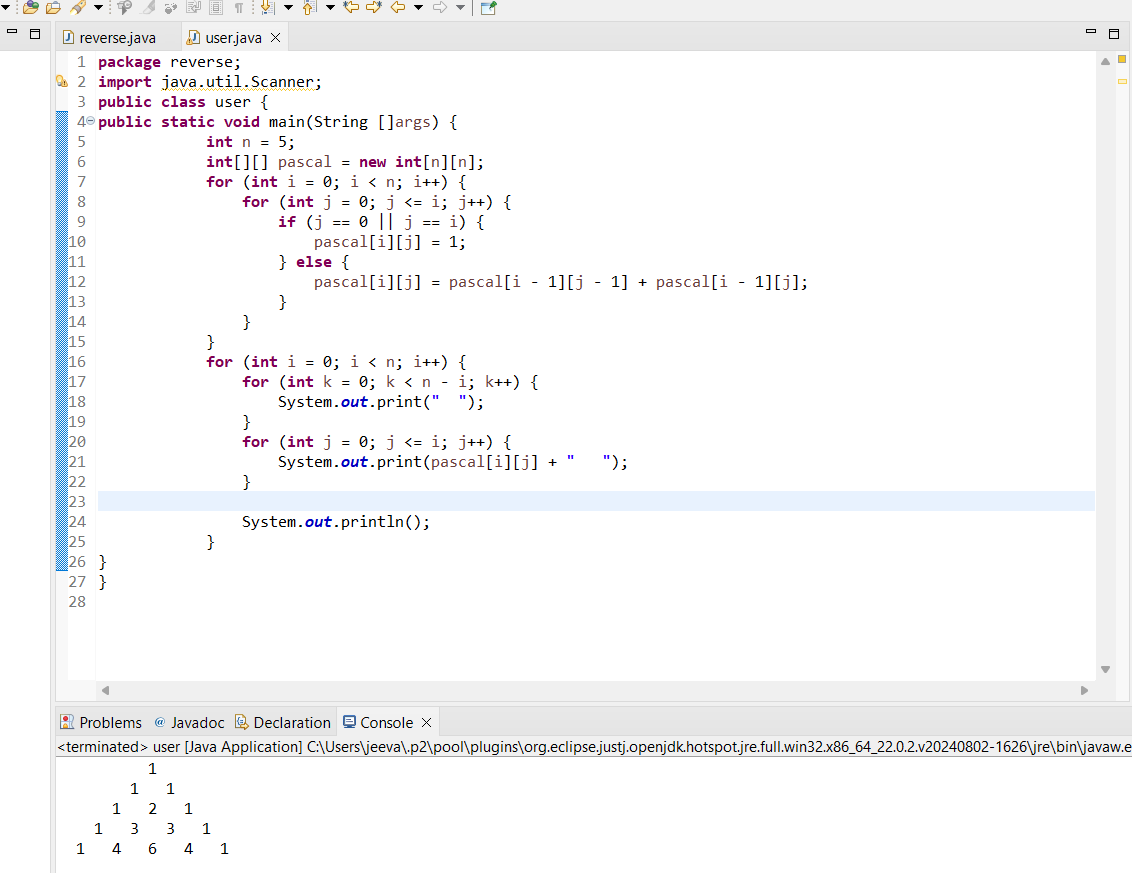 reverse.java user.java
1 package reverse;
2 import java.util.Scanner;
3 public class user {
4 public static void main(String []args) {
5             int n = 5;
6             int[][] pascal = new int[n][n];
7             for (int i = 0; i < n; i++) {
8                 for (int j = 0; j <= i; j++) {
9                     if (j == 0 || j == i) {
10                         pascal[i][j] = 1;
11                     } else {
12                         pascal[i][j] = pascal[i - 1][j - 1] + pascal[i - 1][j];
13                     }
14                 }
15             }
16             for (int i = 0; i < n; i++) {
17                 for (int k = 0; k < n - i; k++) {
18                     System.out.print("  ");
19                 }
20                 for (int j = 0; j <= i; j++) {
21                     System.out.print(pascal[i][j] + "   ");
22                 }
23
24                 System.out.println();
25             }
26 }
27 }
28
Problems @ Javadoc Declaration Console
<terminated> user [Java Application] C:\Users\jeeva\.p2\pool\plugins\org.eclipse.justj.openjdk.hotspot.jre.full.win32.x86_64_22.0.2.v20240802-1626\jre\bin\javaw.e
          1
        1   1
      1   2   1
    1   3   3   1
  1   4   6   4   1